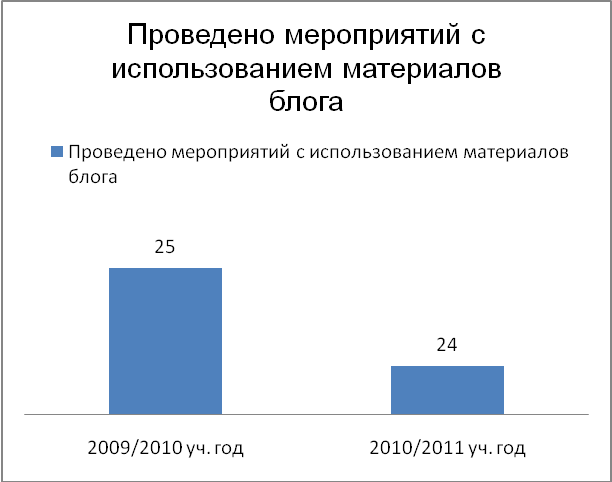 Проведено мероприятий с
использованием материалов
блога
Проведено мероприятий с использованием материалов
блога
25
24
2009/2010 уч. год
2010/2011 уч. год